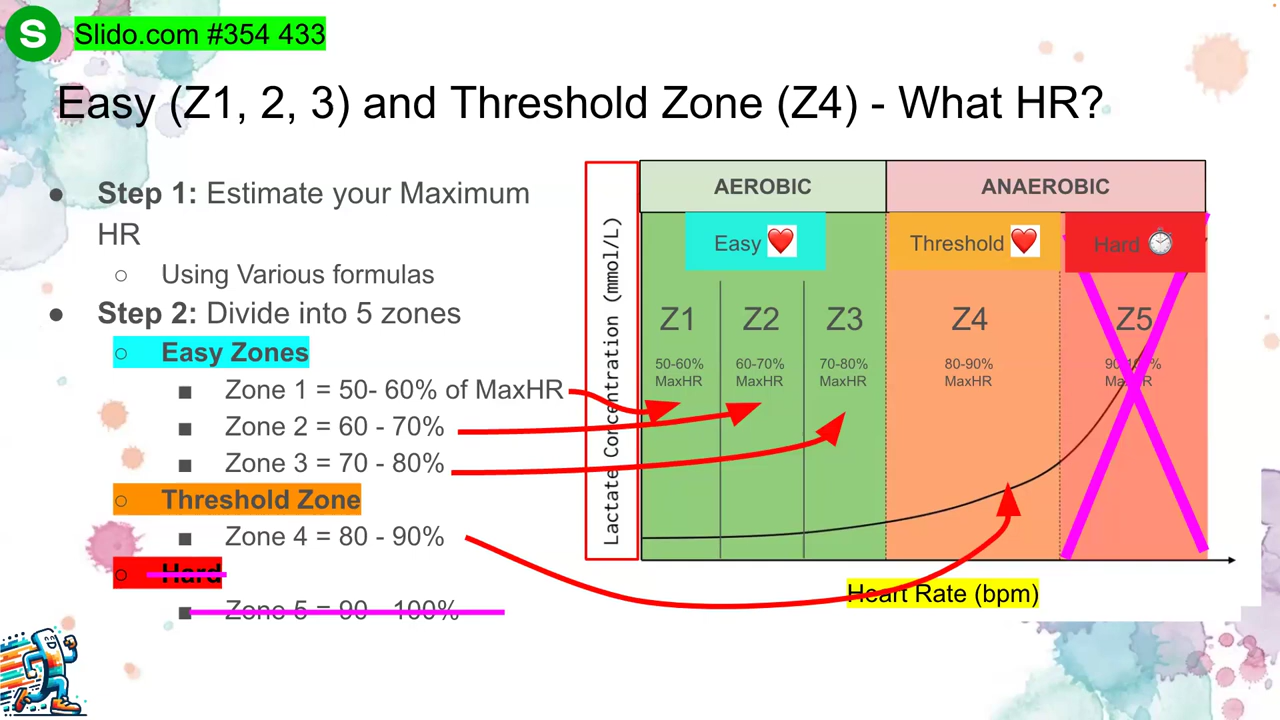 S
Slido.com #354 433
Easy (Z1, 2, 3) and Threshold Zone (Z4) - What HR?
● Step 1: Estimate your Maximum
HR
○ Using Various formulas
● Step 2: Divide into 5 zones
○ Easy Zones
■ Zone 1 = 50- 60% of MaxHR
■ Zone 2 = 60 - 70%
■ Zone 3 = 70 - 80%
○ Threshold Zone
■ Zone 4 = 80 - 90%
○ Hard
■ Zone 5 = 90 - 100%
Lactate Concentration (mmol/L)
AEROBIC
ANAEROBIC
Easy ❤️
Threshold ❤️
Hard ⏱️
Z1
Z2
Z3
Z4
Z5
50-60%
MaxHR
60-70%
MaxHR
70-80%
MaxHR
80-90%
MaxHR
90-100%
MaxHR
Heart Rate (bpm)